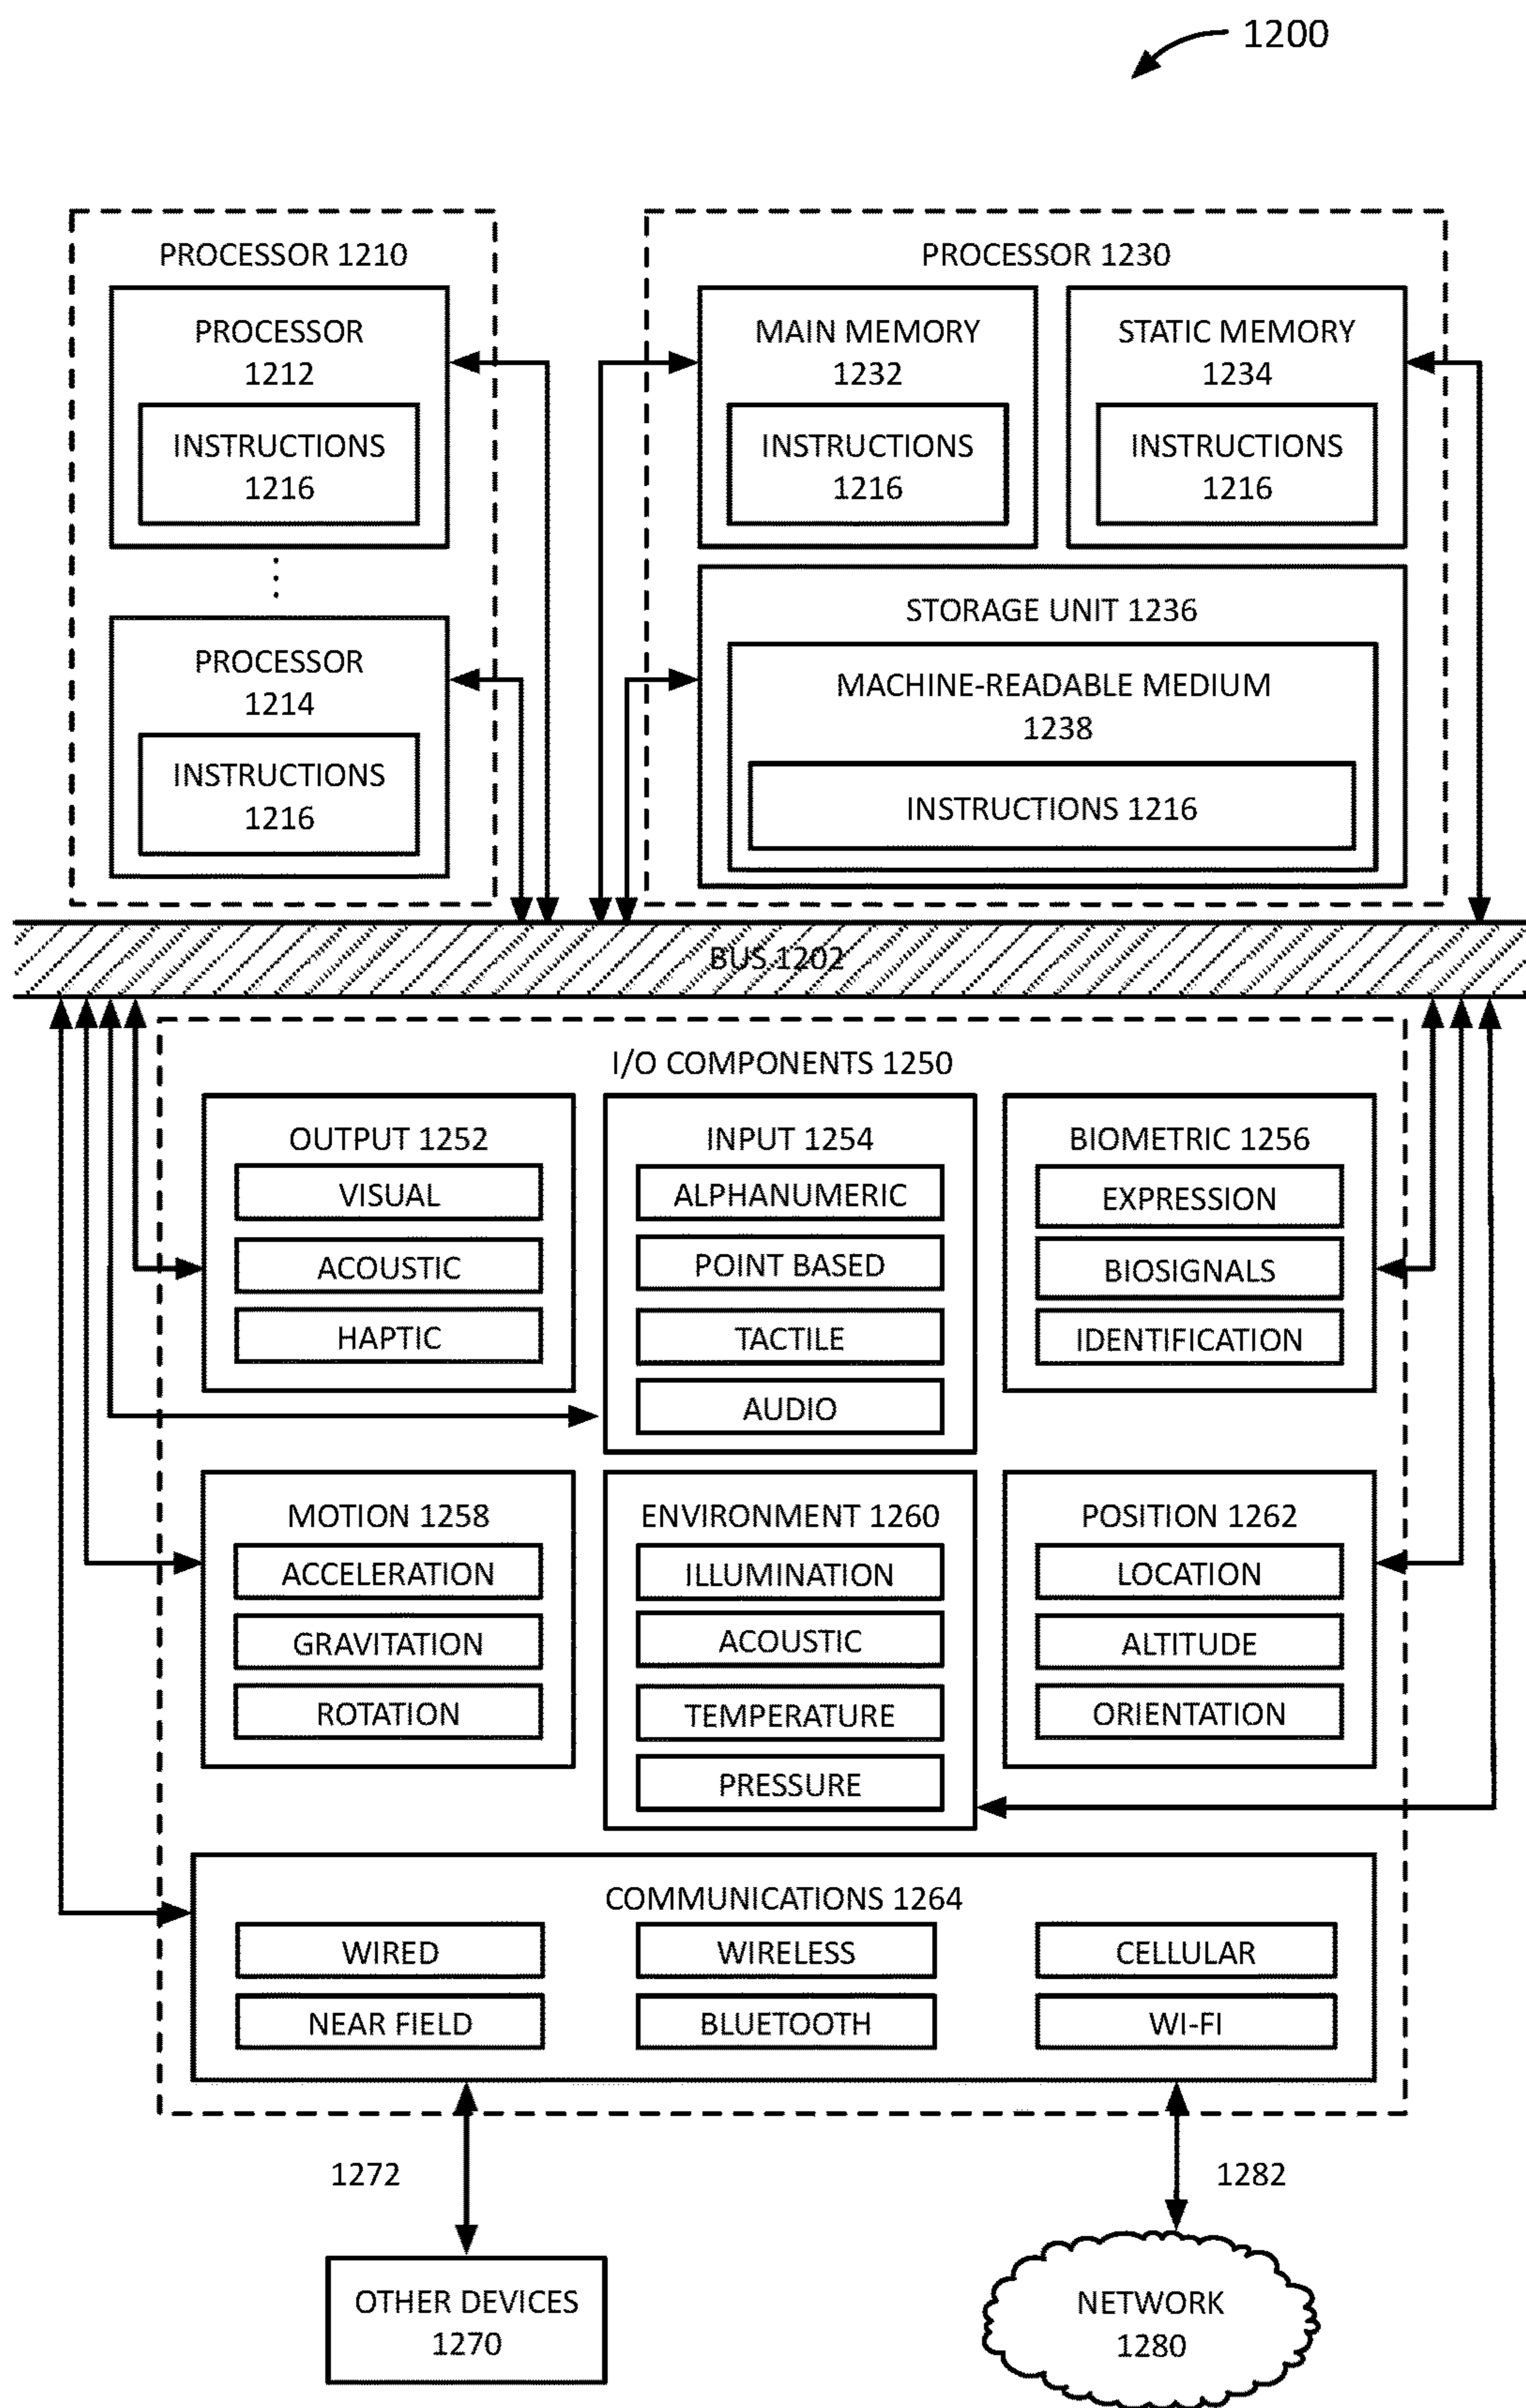 1200
PROCESSOR 1210
PROCESSOR
1212
INSTRUCTIONS
1216
PROCESSOR
1214
INSTRUCTIONS
1216
PROCESSOR 1230
MAIN MEMORY
1232
INSTRUCTIONS
1216
STATIC MEMORY
1234
INSTRUCTIONS
1216
STORAGE UNIT 1236
MACHINE-READABLE MEDIUM
1238
INSTRUCTIONS 1216
BUS 1202
I/O COMPONENTS 1250
OUTPUT 1252
VISUAL
ACOUSTIC
HAPTIC
INPUT 1254
ALPHANUMERIC
POINT BASED
TACTILE
AUDIO
BIOMETRIC 1256
EXPRESSION
BIOSIGNALS
IDENTIFICATION
MOTION 1258
ACCELERATION
GRAVITATION
ROTATION
ENVIRONMENT 1260
ILLUMINATION
ACOUSTIC
TEMPERATURE
PRESSURE
POSITION 1262
LOCATION
ALTITUDE
ORIENTATION
COMMUNICATIONS 1264
WIRED
WIRELESS
CELLULAR
NEAR FIELD
BLUETOOTH
WI-FI
1272
1282
OTHER DEVICES
1270
NETWORK
1280